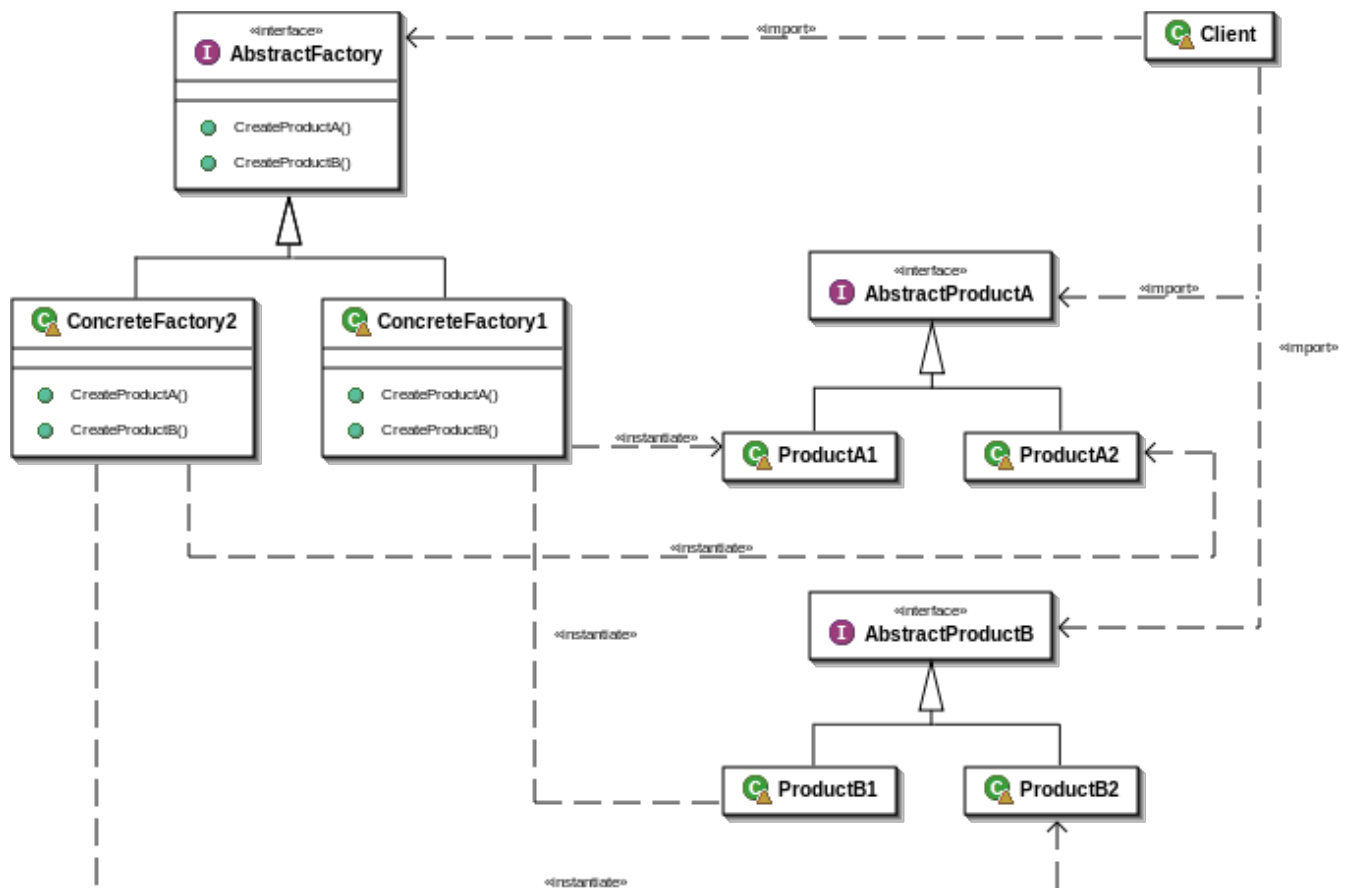 «interface»
AbstractFactory
CreateProductA()
CreateProductB()
«import»
Client
«interface»
AbstractProductA
«import»
«import»
ConcreteFactory2
CreateProductA()
CreateProductB()
ConcreteFactory1
CreateProductA()
CreateProductB()
«instantiate»
ProductA1
ProductA2
«instantiate»
«interface»
AbstractProductB
«instantiate»
ProductB1
ProductB2
«instantiate»